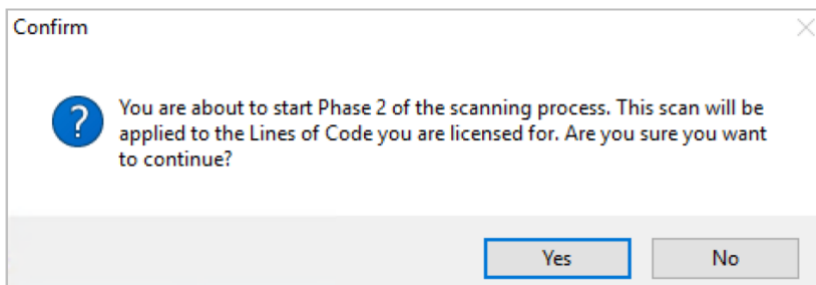 Confirm
You are about to start Phase 2 of the scanning process. This scan will be
applied to the Lines of Code you are licensed for. Are you sure you want
to continue?
Yes
No